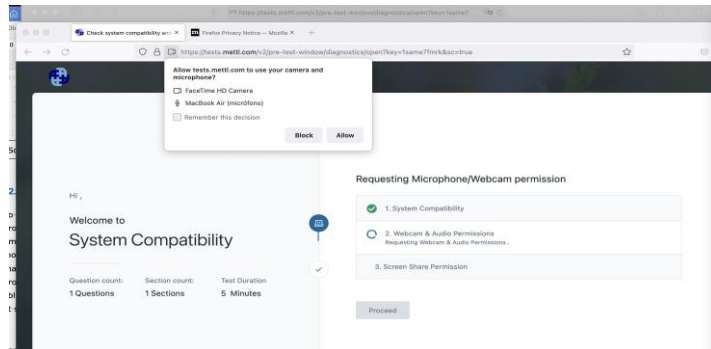 Check system compatibility and
Firefox Privacy Notice — Mozilla
https://tests.mettl.com/v2/pre-test-window/diagnostics/open?key=1same7fmrk&sc=true
Allow tests.mettl.com to use your camera and
microphone?
FaceTime HD Camera
MacBook Air (micrófono)
Remember this decision
Block
Allow
Hi ,
Welcome to
System Compatibility
Question count:
Section count:
Test Duration
1 Questions
1 Sections
5 Minutes
Requesting Microphone/Webcam permission
1. System Compatibility
2. Webcam & Audio Permissions
Requesting Webcam & Audio Permissions..
3. Screen Share Permission
Proceed